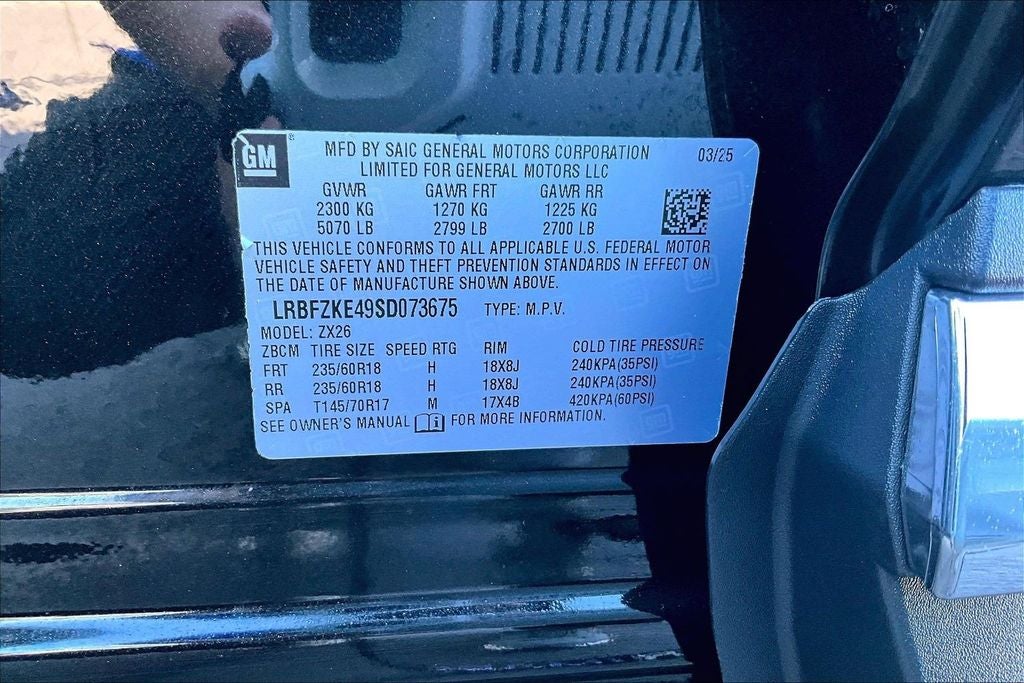 GM ®
MFD BY SAIC GENERAL MOTORS CORPORATION 03/25
LIMITED FOR GENERAL MOTORS LLC
GVWR GAWR FRT GAWR RR
2300 KG 1270 KG 1225 KG
5070 LB 2799 LB 2700 LB
THIS VEHICLE CONFORMS TO ALL APPLICABLE U.S. FEDERAL MOTOR
VEHICLE SAFETY AND THEFT PREVENTION STANDARDS IN EFFECT ON
THE DATE OF MANUFACTURE SHOWN ABOVE.
LRBFZKE49SD073675 TYPE: M.P.V.
MODEL: ZX26
ZBCM TIRE SIZE SPEED RTG RIM COLD TIRE PRESSURE
FRT 235/60R18 H 18X8J 240KPA(35PSI)
RR 235/60R18 H 18X8J 240KPA(35PSI)
SPA T145/70R17 M 17X4B 420KPA(60PSI)
SEE OWNER'S MANUAL FOR MORE INFORMATION.